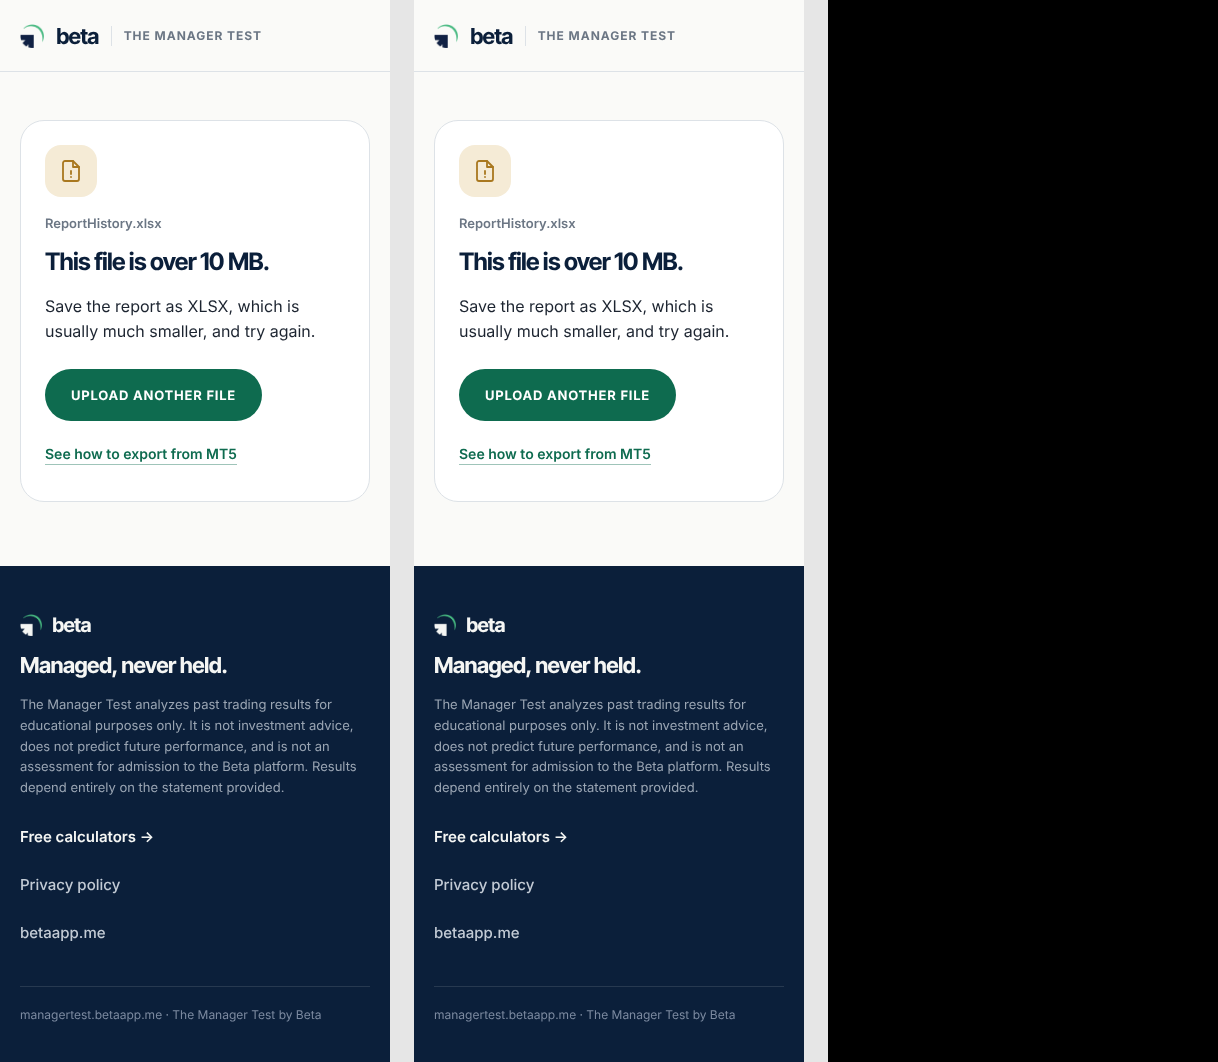 beta
THE MANAGER TEST
ReportHistory.xlsx
This file is over 10 MB.
Save the report as XLSX, which is
usually much smaller, and try again.
UPLOAD ANOTHER FILE
See how to export from MT5
beta
Managed, never held.
The Manager Test analyzes past trading results for
educational purposes only. It is not investment advice,
does not predict future performance, and is not an
assessment for admission to the Beta platform. Results
depend entirely on the statement provided.
Free calculators →
Privacy policy
betaapp.me
managertest.betaapp.me · The Manager Test by Beta
beta
THE MANAGER TEST
ReportHistory.xlsx
This file is over 10 MB.
Save the report as XLSX, which is
usually much smaller, and try again.
UPLOAD ANOTHER FILE
See how to export from MT5
beta
Managed, never held.
The Manager Test analyzes past trading results for
educational purposes only. It is not investment advice,
does not predict future performance, and is not an
assessment for admission to the Beta platform. Results
depend entirely on the statement provided.
Free calculators →
Privacy policy
betaapp.me
managertest.betaapp.me · The Manager Test by Beta